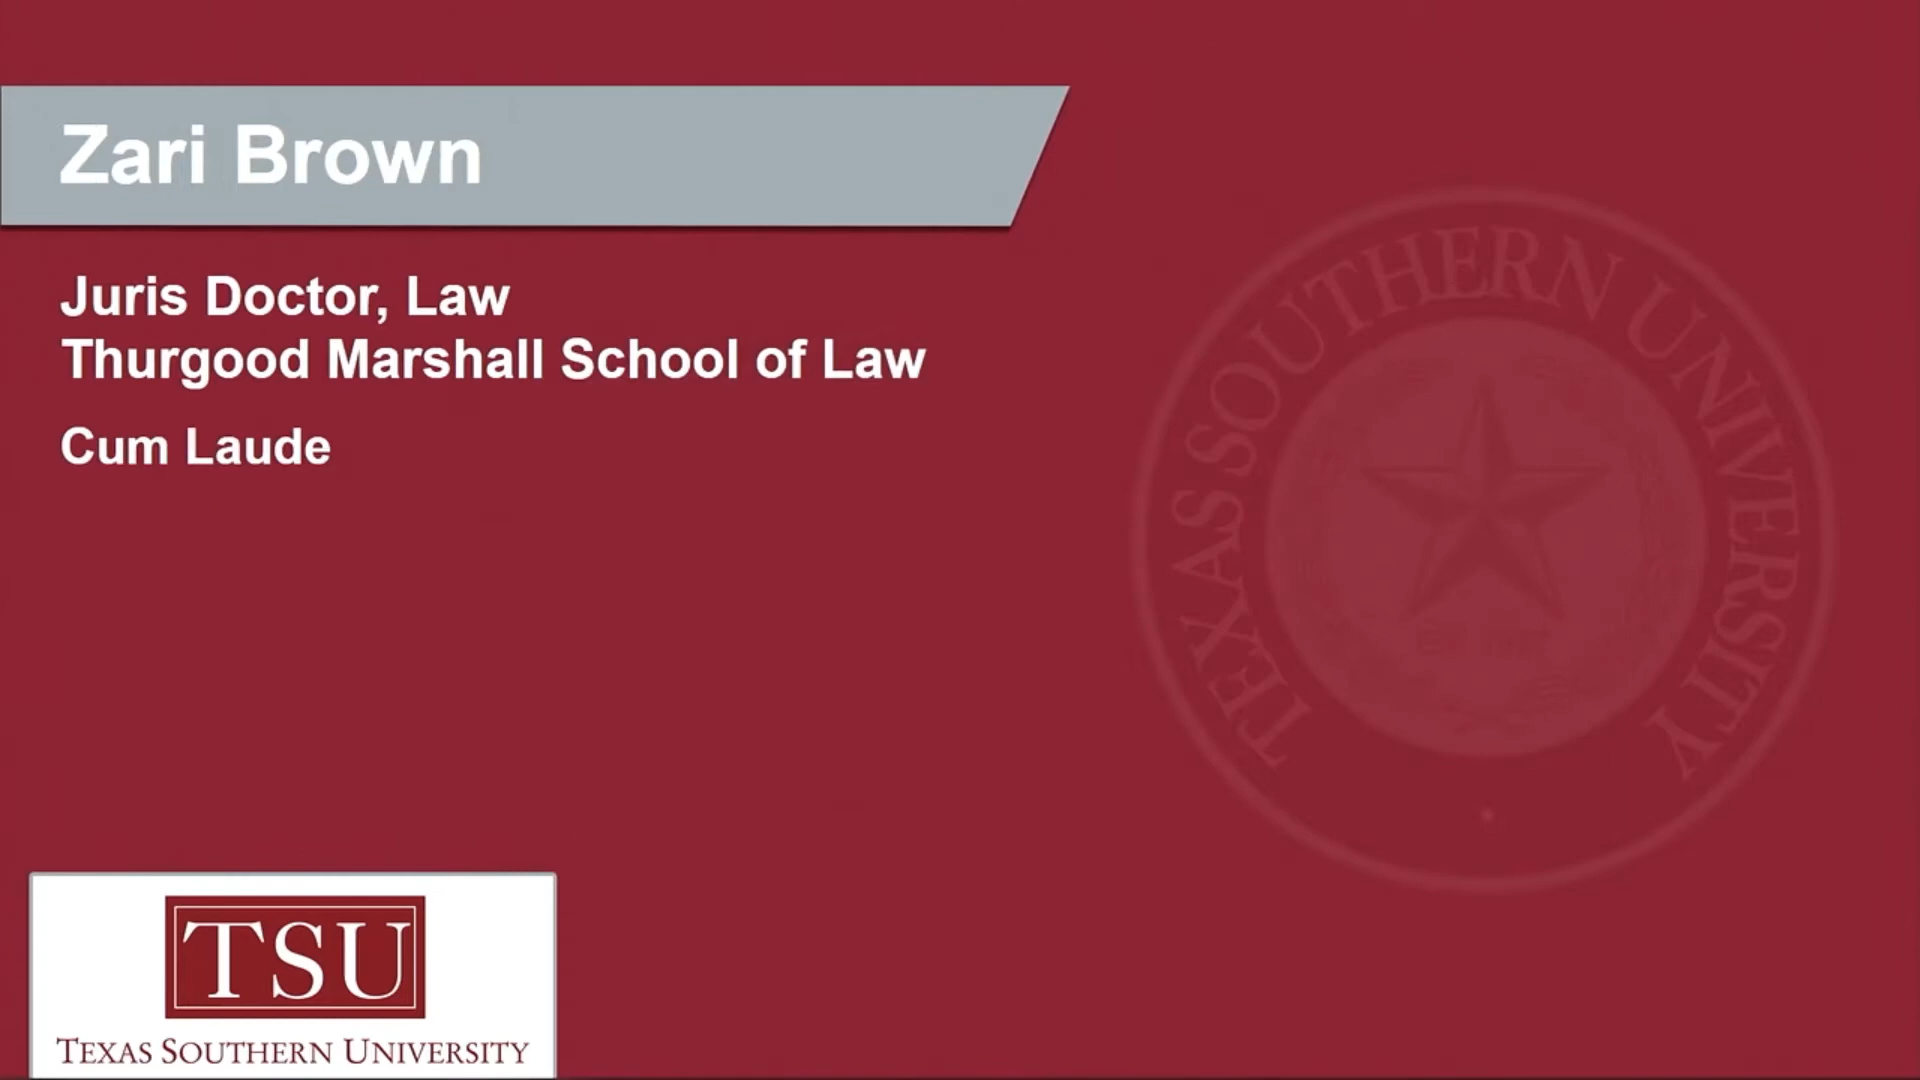 Zari Brown
Juris Doctor, Law
Thurgood Marshall School of Law
Cum Laude
TEXAS SOUTHERN UNIVERSITY
TSU
TEXAS SOUTHERN UNIVERSITY